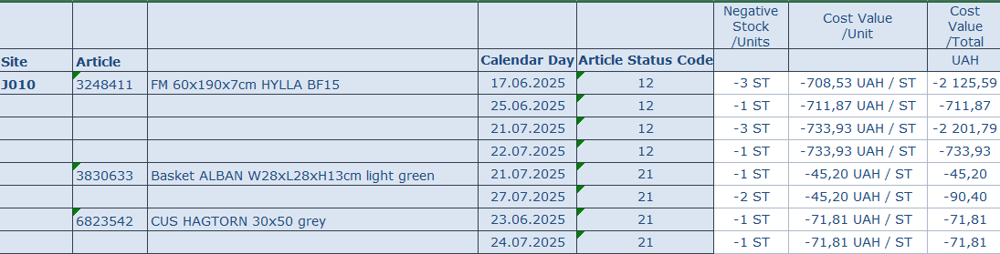 Negative Stock /Units Cost Value /Unit Cost Value /Total
Site Article Calendar Day Article Status Code UAH
J010 3248411 FM 60x190x7cm HYLLA BF15 17.06.2025 12 -3 ST -708,53 UAH / ST -2 125,59
25.06.2025 12 -1 ST -711,87 UAH / ST -711,87
21.07.2025 12 -3 ST -733,93 UAH / ST -2 201,79
22.07.2025 12 -1 ST -733,93 UAH / ST -733,93
3830633 Basket ALBAN W28xL28xH13cm light green 21.07.2025 21 -1 ST -45,20 UAH / ST -45,20
27.07.2025 21 -2 ST -45,20 UAH / ST -90,40
6823542 CUS HAGTORN 30x50 grey 23.06.2025 21 -1 ST -71,81 UAH / ST -71,81
24.07.2025 21 -1 ST -71,81 UAH / ST -71,81